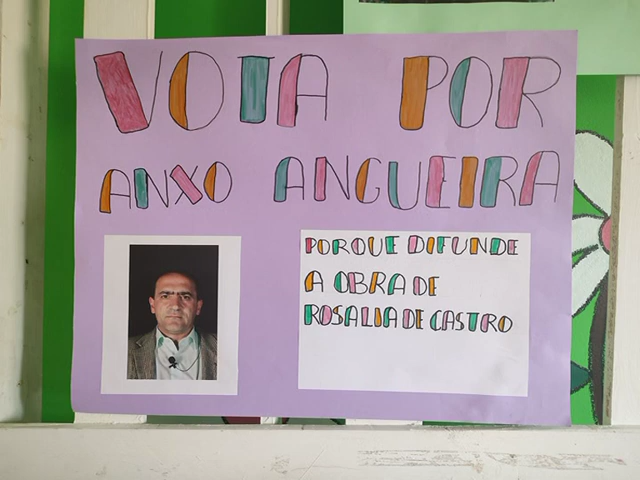 VOTA POR
ANXO ANGUEIRA
PORQUE DIFUNDE
A OBRA DE
ROSALIA DE CASTRO